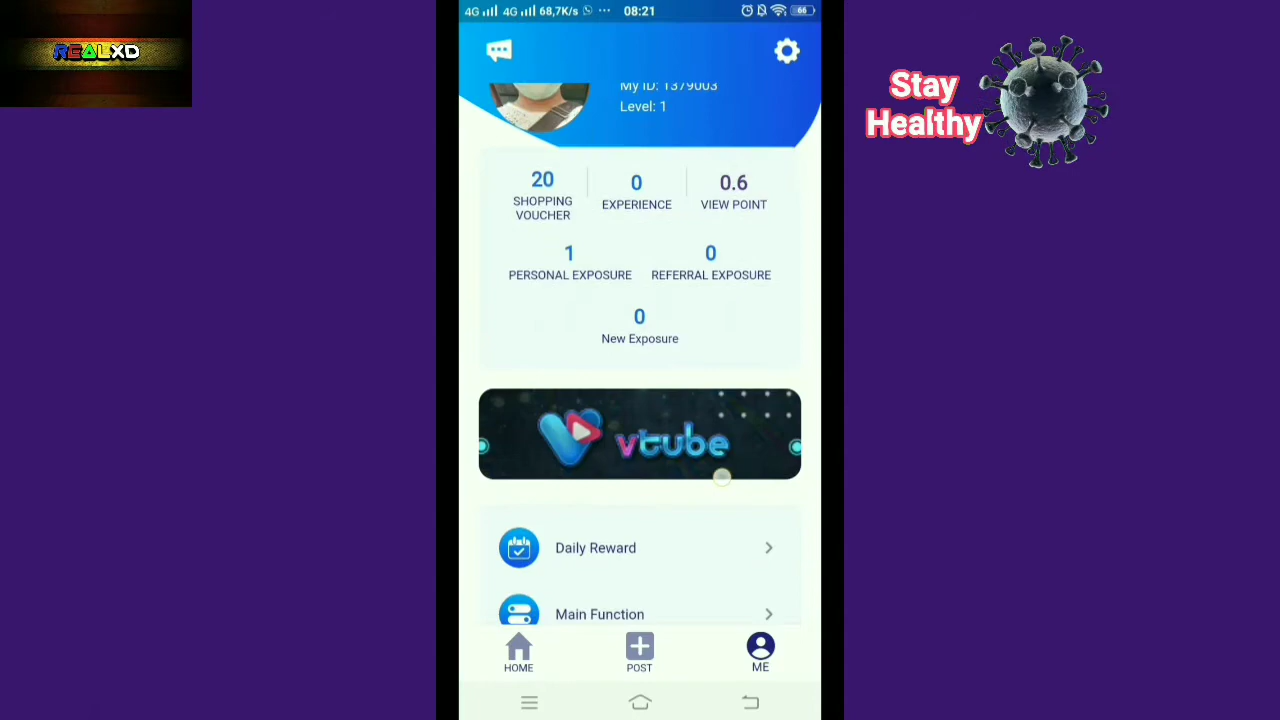 4G 4G 68,7K/s ... 08:21 66
REALXD
Stay
Healthy
My ID: 1379003
Level: 1
20
SHOPPING
VOUCHER
0
EXPERIENCE
0.6
VIEW POINT
1
PERSONAL EXPOSURE
0
REFERRAL EXPOSURE
0
New Exposure
vtube
Daily Reward
Main Function
HOME
POST
ME